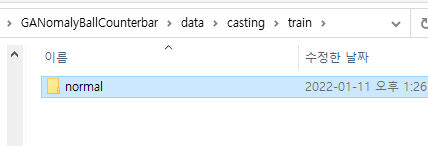 GANomalyBallCounterbar > data > casting > train >
이름 수정한 날짜
normal 2022-01-11 오후 1:26